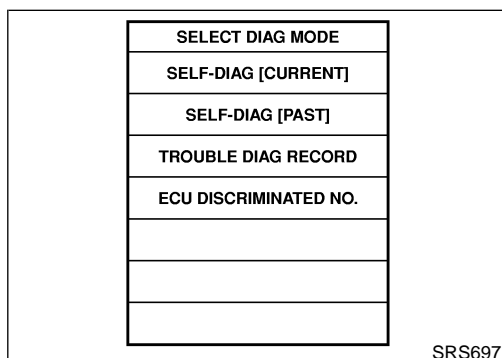 SELECT DIAG MODE
SELF-DIAG [CURRENT]
SELF-DIAG [PAST]
TROUBLE DIAG RECORD
ECU DISCRIMINATED NO.
SRS697